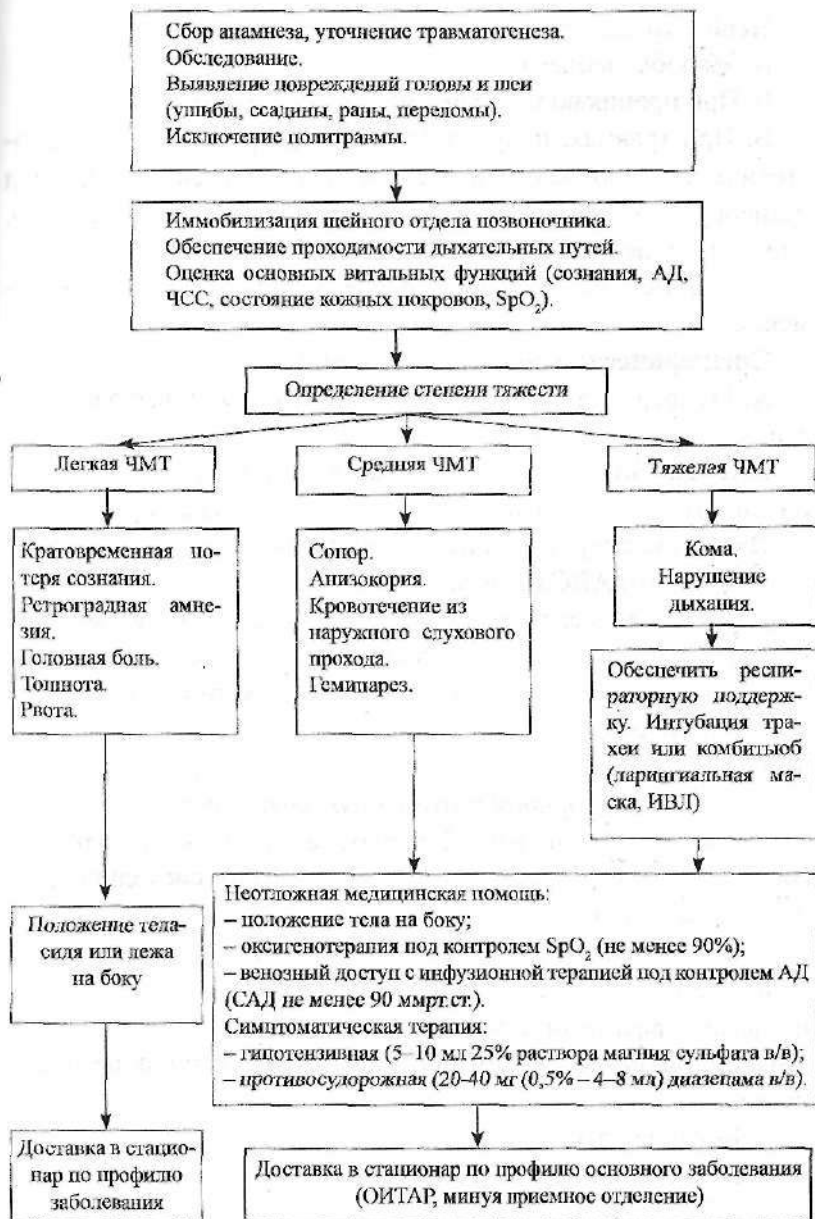 Сбор анамнеза, уточнение травматогенеза.
Обследование.
Выявление повреждений головы и шеи
(ушибы, ссадины, раны, переломы).
Исключение политравмы.
Иммобилизация шейного отдела позвоночника.
Обеспечение проходимости дыхательных путей.
Оценка основных витальных функций (сознания, АД,
ЧСС, состояние кожных покровов, SpO₂).
Определение степени тяжести
Легкая ЧМТ
Средняя ЧМТ
Тяжелая ЧМТ
Кратовременная по-
теря сознания.
Ретроградная амне-
зия.
Головная боль.
Тошнота.
Рвота.
Сопор.
Анизокория.
Кровотечение из
наружного слухового
прохода.
Гемипарез.
Кома.
Нарушение
дыхания.
Обеспечить респи-
раторную поддерж-
ку. Интубация тра-
хеи или комбитьюб
(ларингиальная ма-
ска, ИВЛ)
Положение тела-
сидя или лежа
на боку
Неотложная медицинская помощь:
– положение тела на боку;
– оксигенотерапия под контролем SpO₂ (не менее 90%);
– венозный доступ с инфузионной терапией под контролем АД
(САД не менее 90 ммрт.ст.).
Симптоматическая терапия:
– гипотензивная (5–10 мл 25% раствора магния сульфата в/в);
– противосудорожная (20-40 мг (0,5% – 4–8 мл) диазепама в/в).
Доставка в стацио-
нар по профилю
заболевания
Доставка в стационар по профилю основного заболевания
(ОИТАР, минуя приемное отделение)